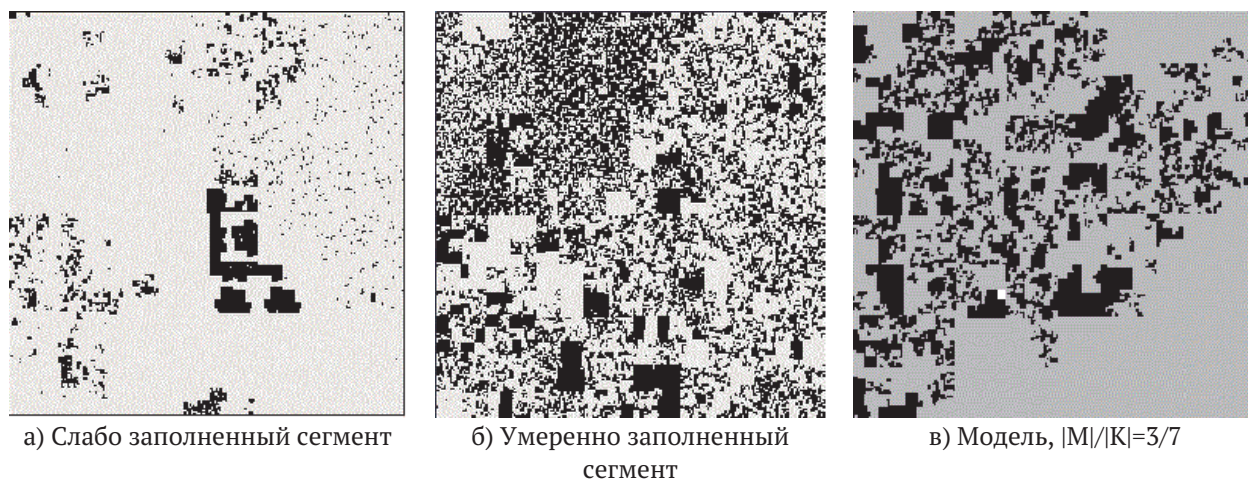 а) Слабо заполненный сегмент
б) Умеренно заполненный
сегмент
в) Модель, |M|/|K|=3/7